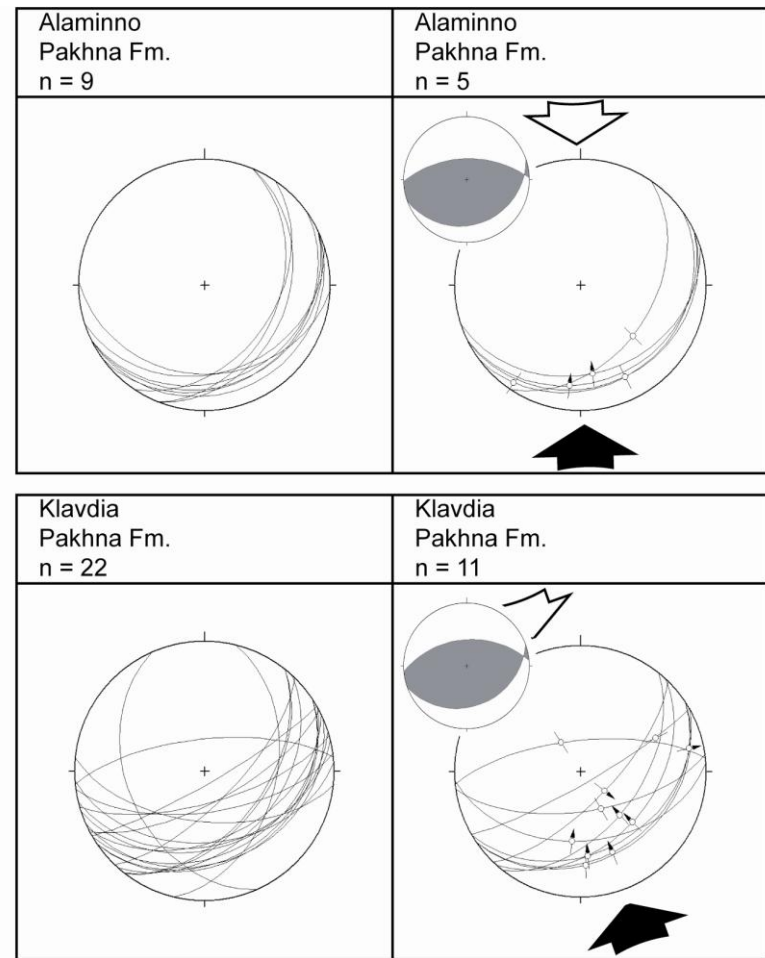 Alaminno
Pakhna Fm.
n = 9
Alaminno
Pakhna Fm.
n = 5
Klavdia
Pakhna Fm.
n = 22
Klavdia
Pakhna Fm.
n = 11